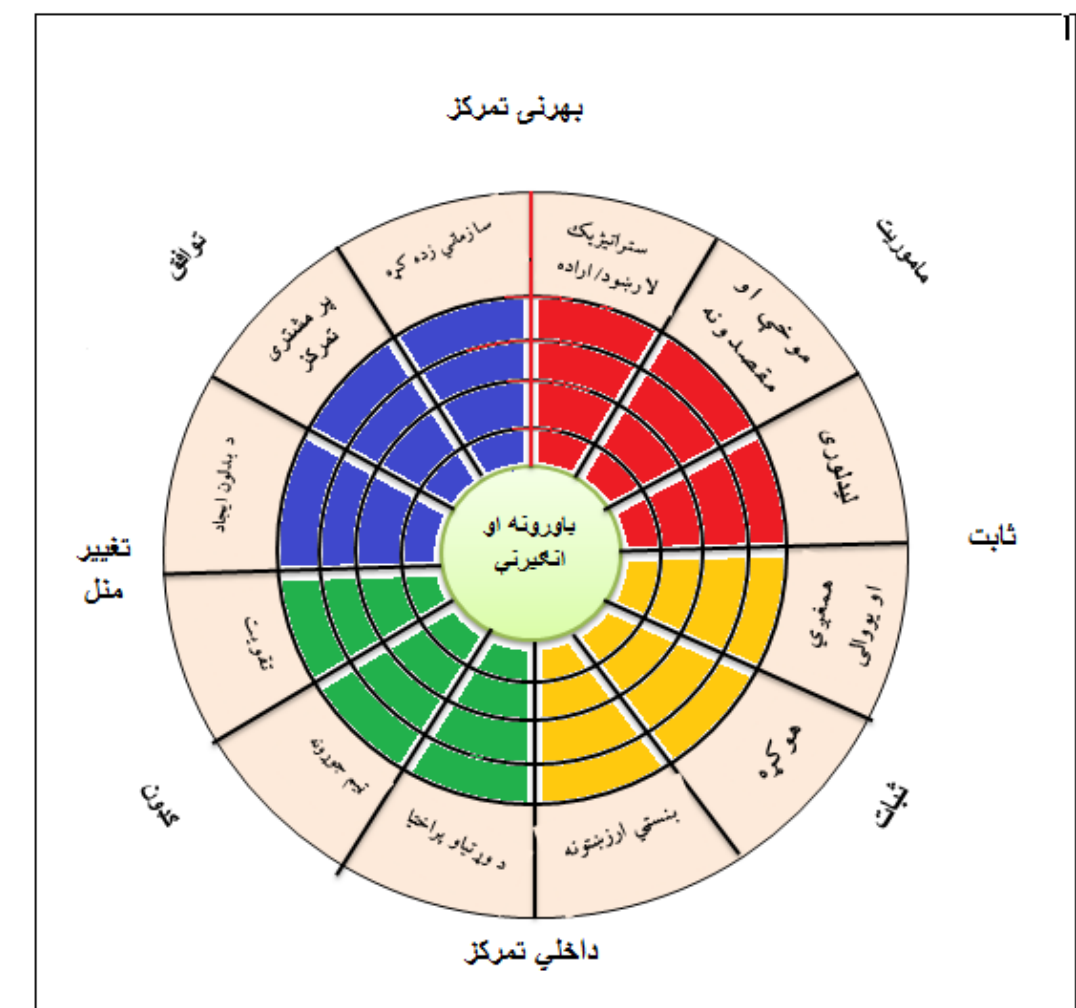 بهرنی تمرکز
توافق
ماموریت
سازماني زده کړه
ستراتیژیک
لارښود/اراده
پر مشتری
تمرکز
موخې او
مقصدونه
د بدلون ایجاد
لیدلوری
باورونه او
انګیرنې
تغییر
منل
ثابت
تقویت
همغږي
او یووالی
ټیم جوړونه
هوکړه
ګډون
ثبات
د وړتیاو پراختیا
بنسټي ارزښتونه
داخلي تمرکز